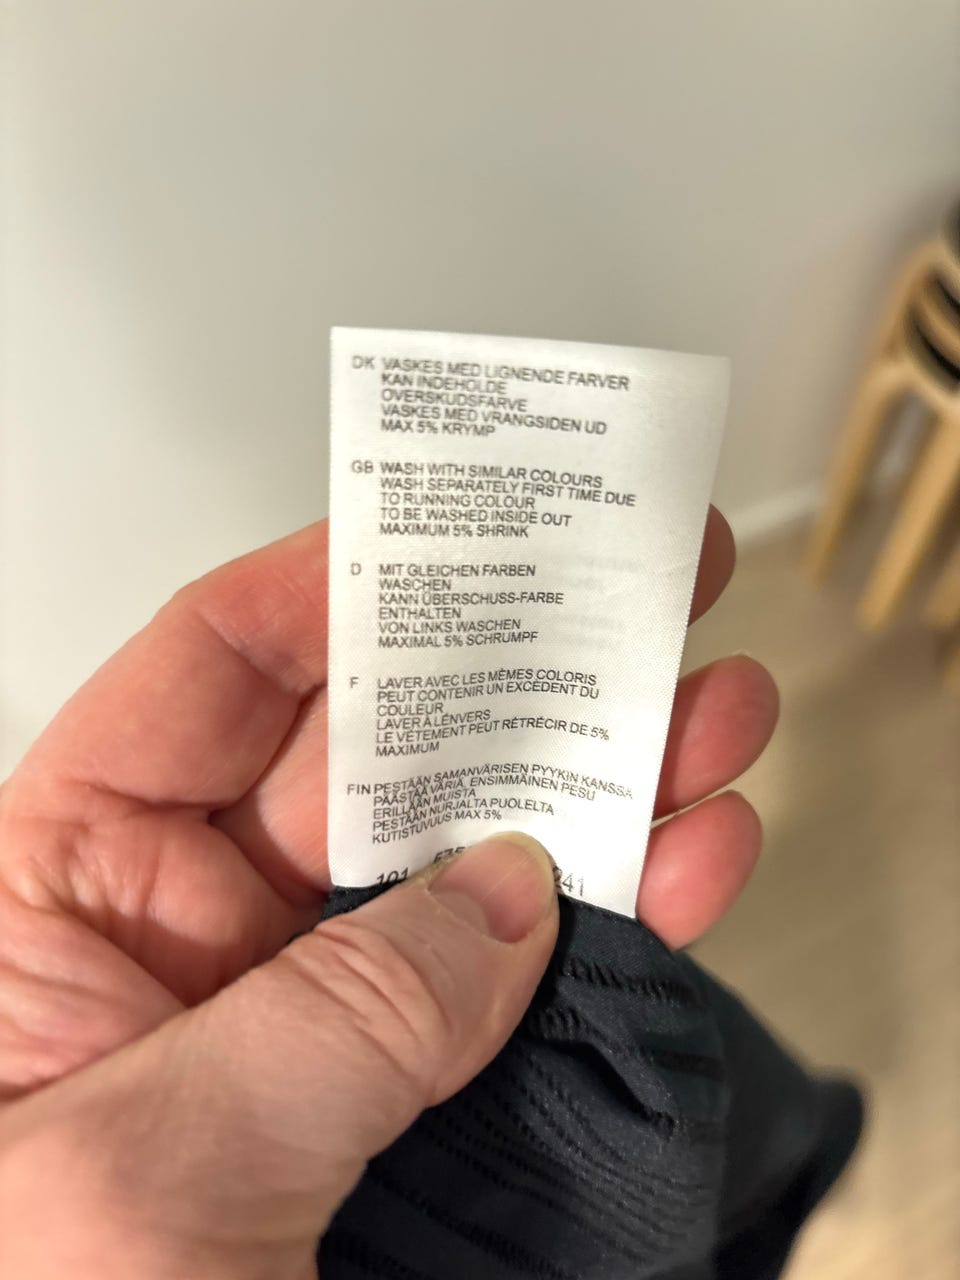 DK VASKES MED LIGNENDE FARVER
KAN INDEHOLDE
OVERSKUDSFARVE
VASKES MED VRANGSIDEN UD
MAX 5% KRYMP
GB WASH WITH SIMILAR COLOURS
WASH SEPARATELY FIRST TIME DUE
TO RUNNING COLOUR
TO BE WASHED INSIDE OUT
MAXIMUM 5% SHRINK
D MIT GLEICHEN FARBEN
WASCHEN
KANN ÜBERSCHUSS-FARBE
ENTHALTEN
VON LINKS WASCHEN
MAXIMAL 5% SCHRUMPF
F LAVER AVEC LES MÊMES COLORIS
PEUT CONTENIR UN EXCÉDENT DU
COULEUR
LAVER À LÉNVERS
LE VÊTEMENT PEUT RÉTRÉCIR DE 5%
MAXIMUM
FIN PESTÄÄN SAMANVÄRISEN PYYKIN KANSSA
PÄÄSTÄÄ VÄRIÄ, ENSIMMÄINEN PESU
ERILLÄÄN MUISTA
PESTÄÄN NURJALTA PUOLELTA
KUTISTUVUUS MAX 5%
101